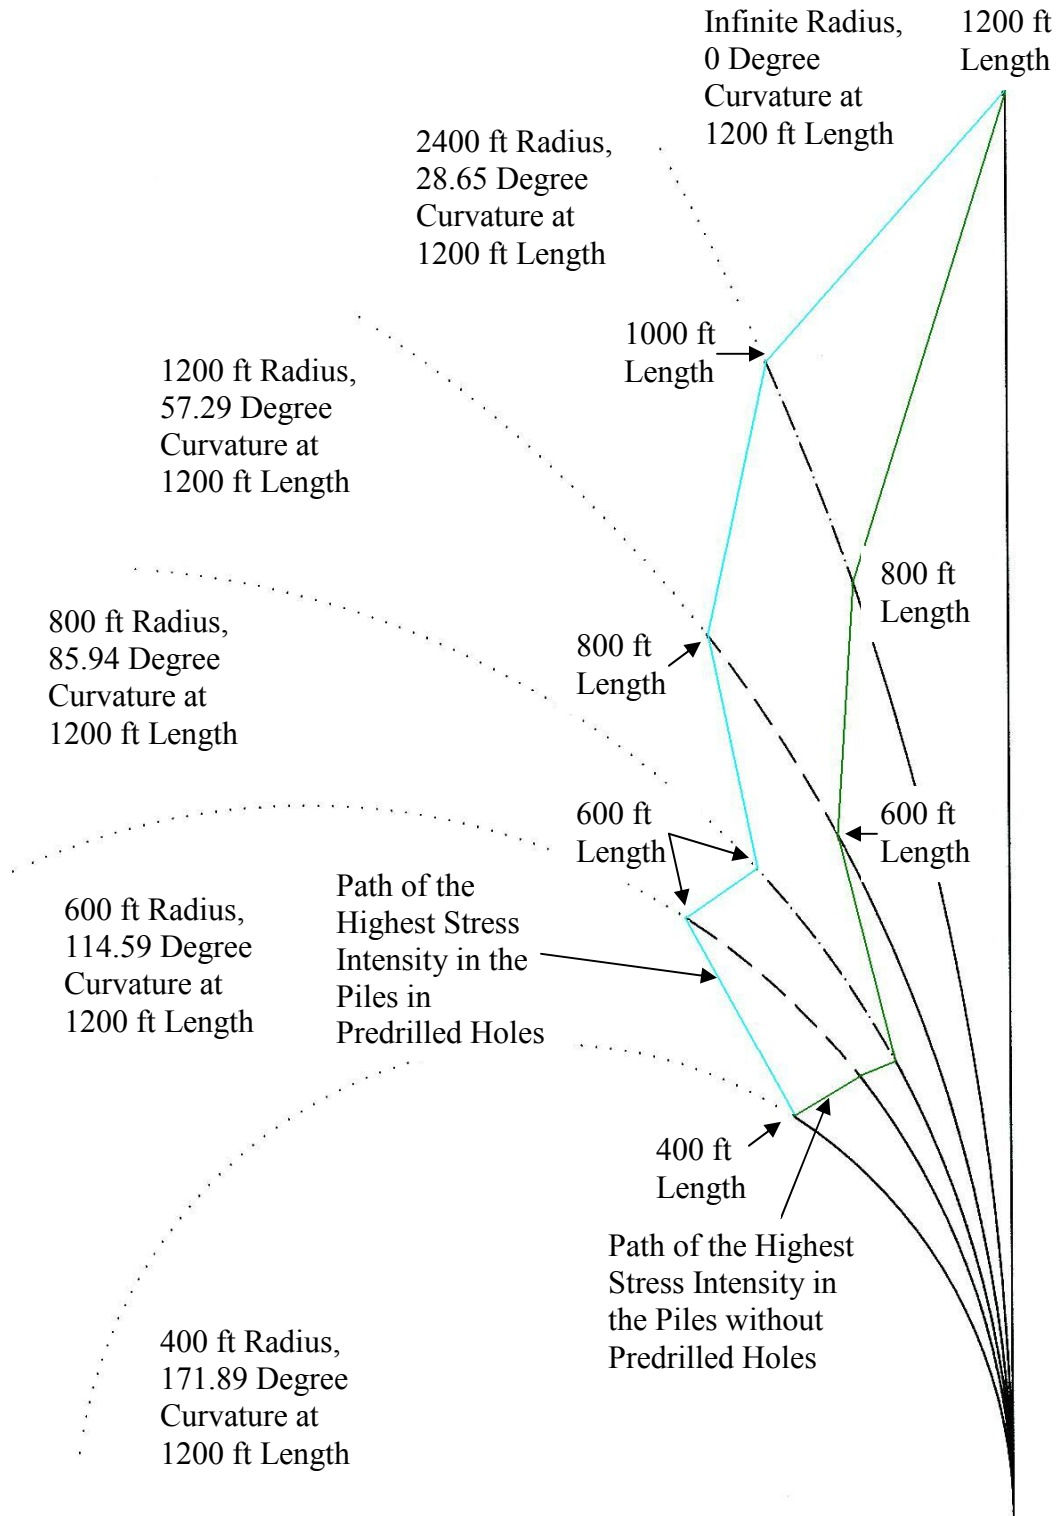 Infinite Radius,
0 Degree
Curvature at
1200 ft Length
1200 ft
Length
2400 ft Radius,
28.65 Degree
Curvature at
1200 ft Length
1000 ft
Length
1200 ft Radius,
57.29 Degree
Curvature at
1200 ft Length
800 ft
Length
800 ft
Length
800 ft Radius,
85.94 Degree
Curvature at
1200 ft Length
600 ft
Length
600 ft
Length
Path of the
Highest Stress
Intensity in the
Piles in
Predrilled Holes
600 ft Radius,
114.59 Degree
Curvature at
1200 ft Length
400 ft
Length
Path of the Highest
Stress Intensity in
the Piles without
Predrilled Holes
400 ft Radius,
171.89 Degree
Curvature at
1200 ft Length